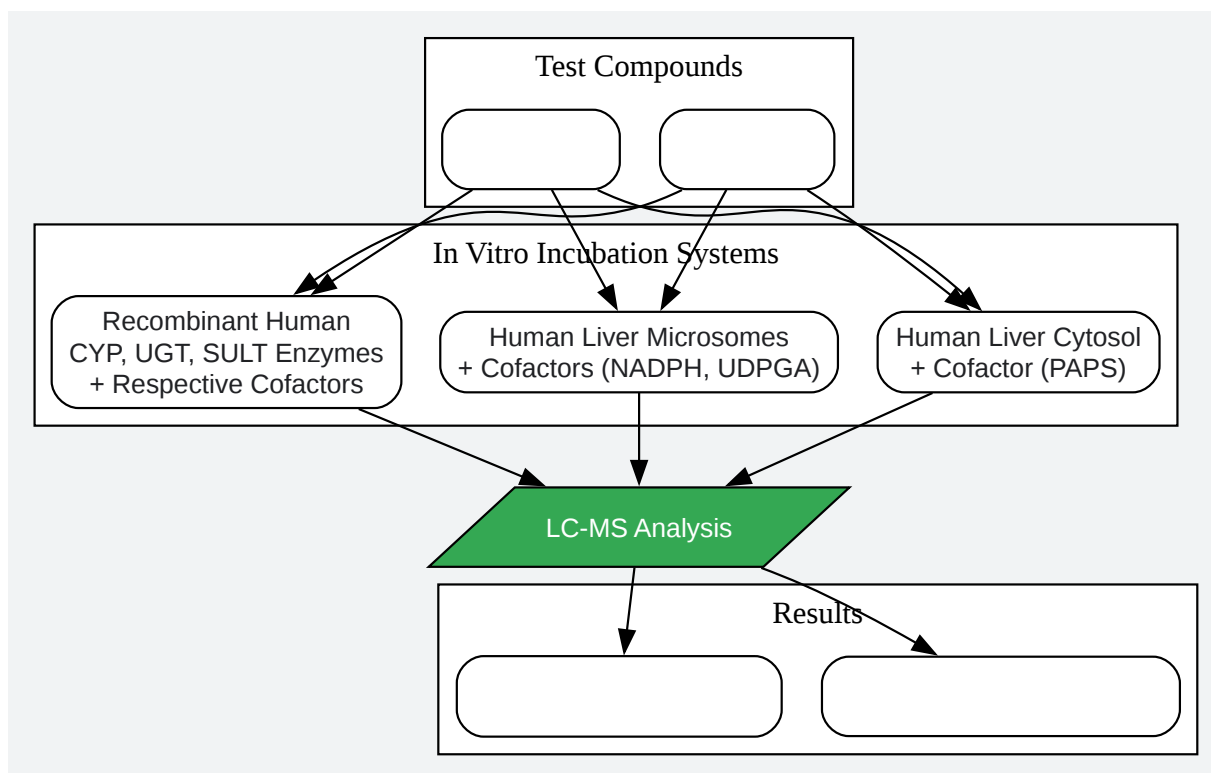 Test Compounds
In Vitro Incubation Systems
Recombinant Human
CYP, UGT, SULT Enzymes
+ Respective Cofactors
Human Liver Microsomes
+ Cofactors (NADPH, UDPGA)
Human Liver Cytosol
+ Cofactor (PAPS)
LC-MS Analysis
Results